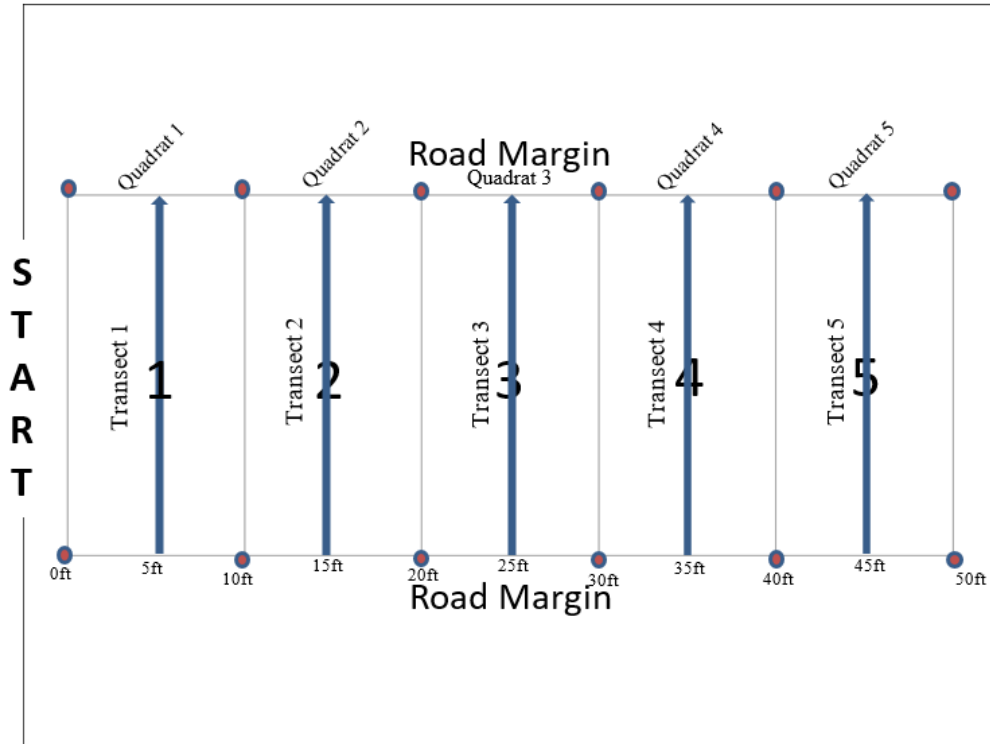 Quadrat 1
Quadrat 2
Road Margin
Quadrat 3
Quadrat 4
Quadrat 5
START
Transect 1
1
Transect 2
2
Transect 3
3
Transect 4
4
Transect 5
5
0ft
5ft
10ft
15ft
20ft
25ft
30ft
35ft
40ft
45ft
50ft
Road Margin